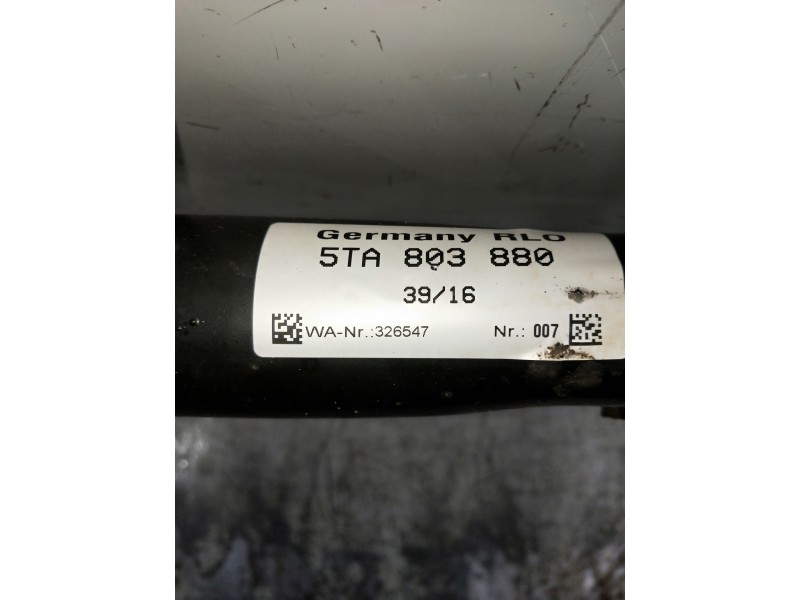 Germany RLO
5TA 803 880
39/16
WA-Nr.:326547 Nr.: 007